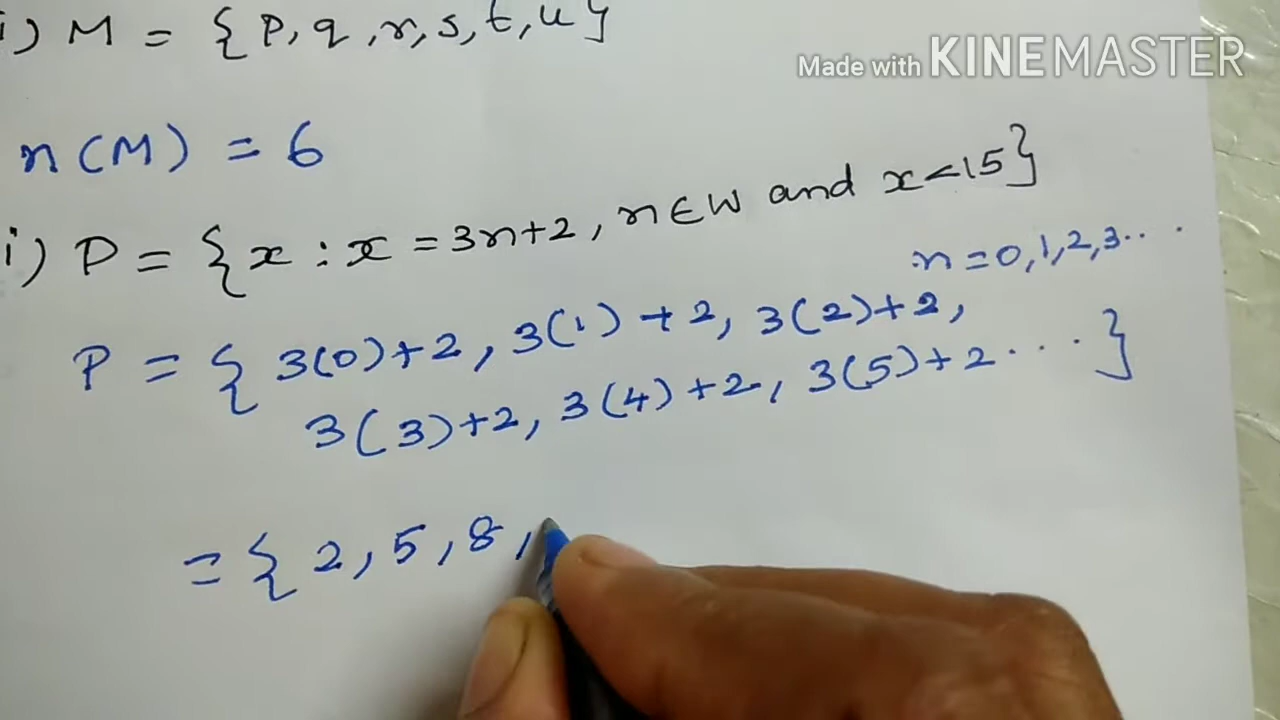 i) M = {P, q, r, s, t, u}
Made with KINEMASTER
n(M) = 6
i) P = {x : x = 3n+2, n∈W and x<15}
n = 0,1,2,3...
P = { 3(0)+2, 3(1)+2, 3(2)+2,
3(3)+2, 3(4)+2, 3(5)+2....}
= { 2, 5, 8,